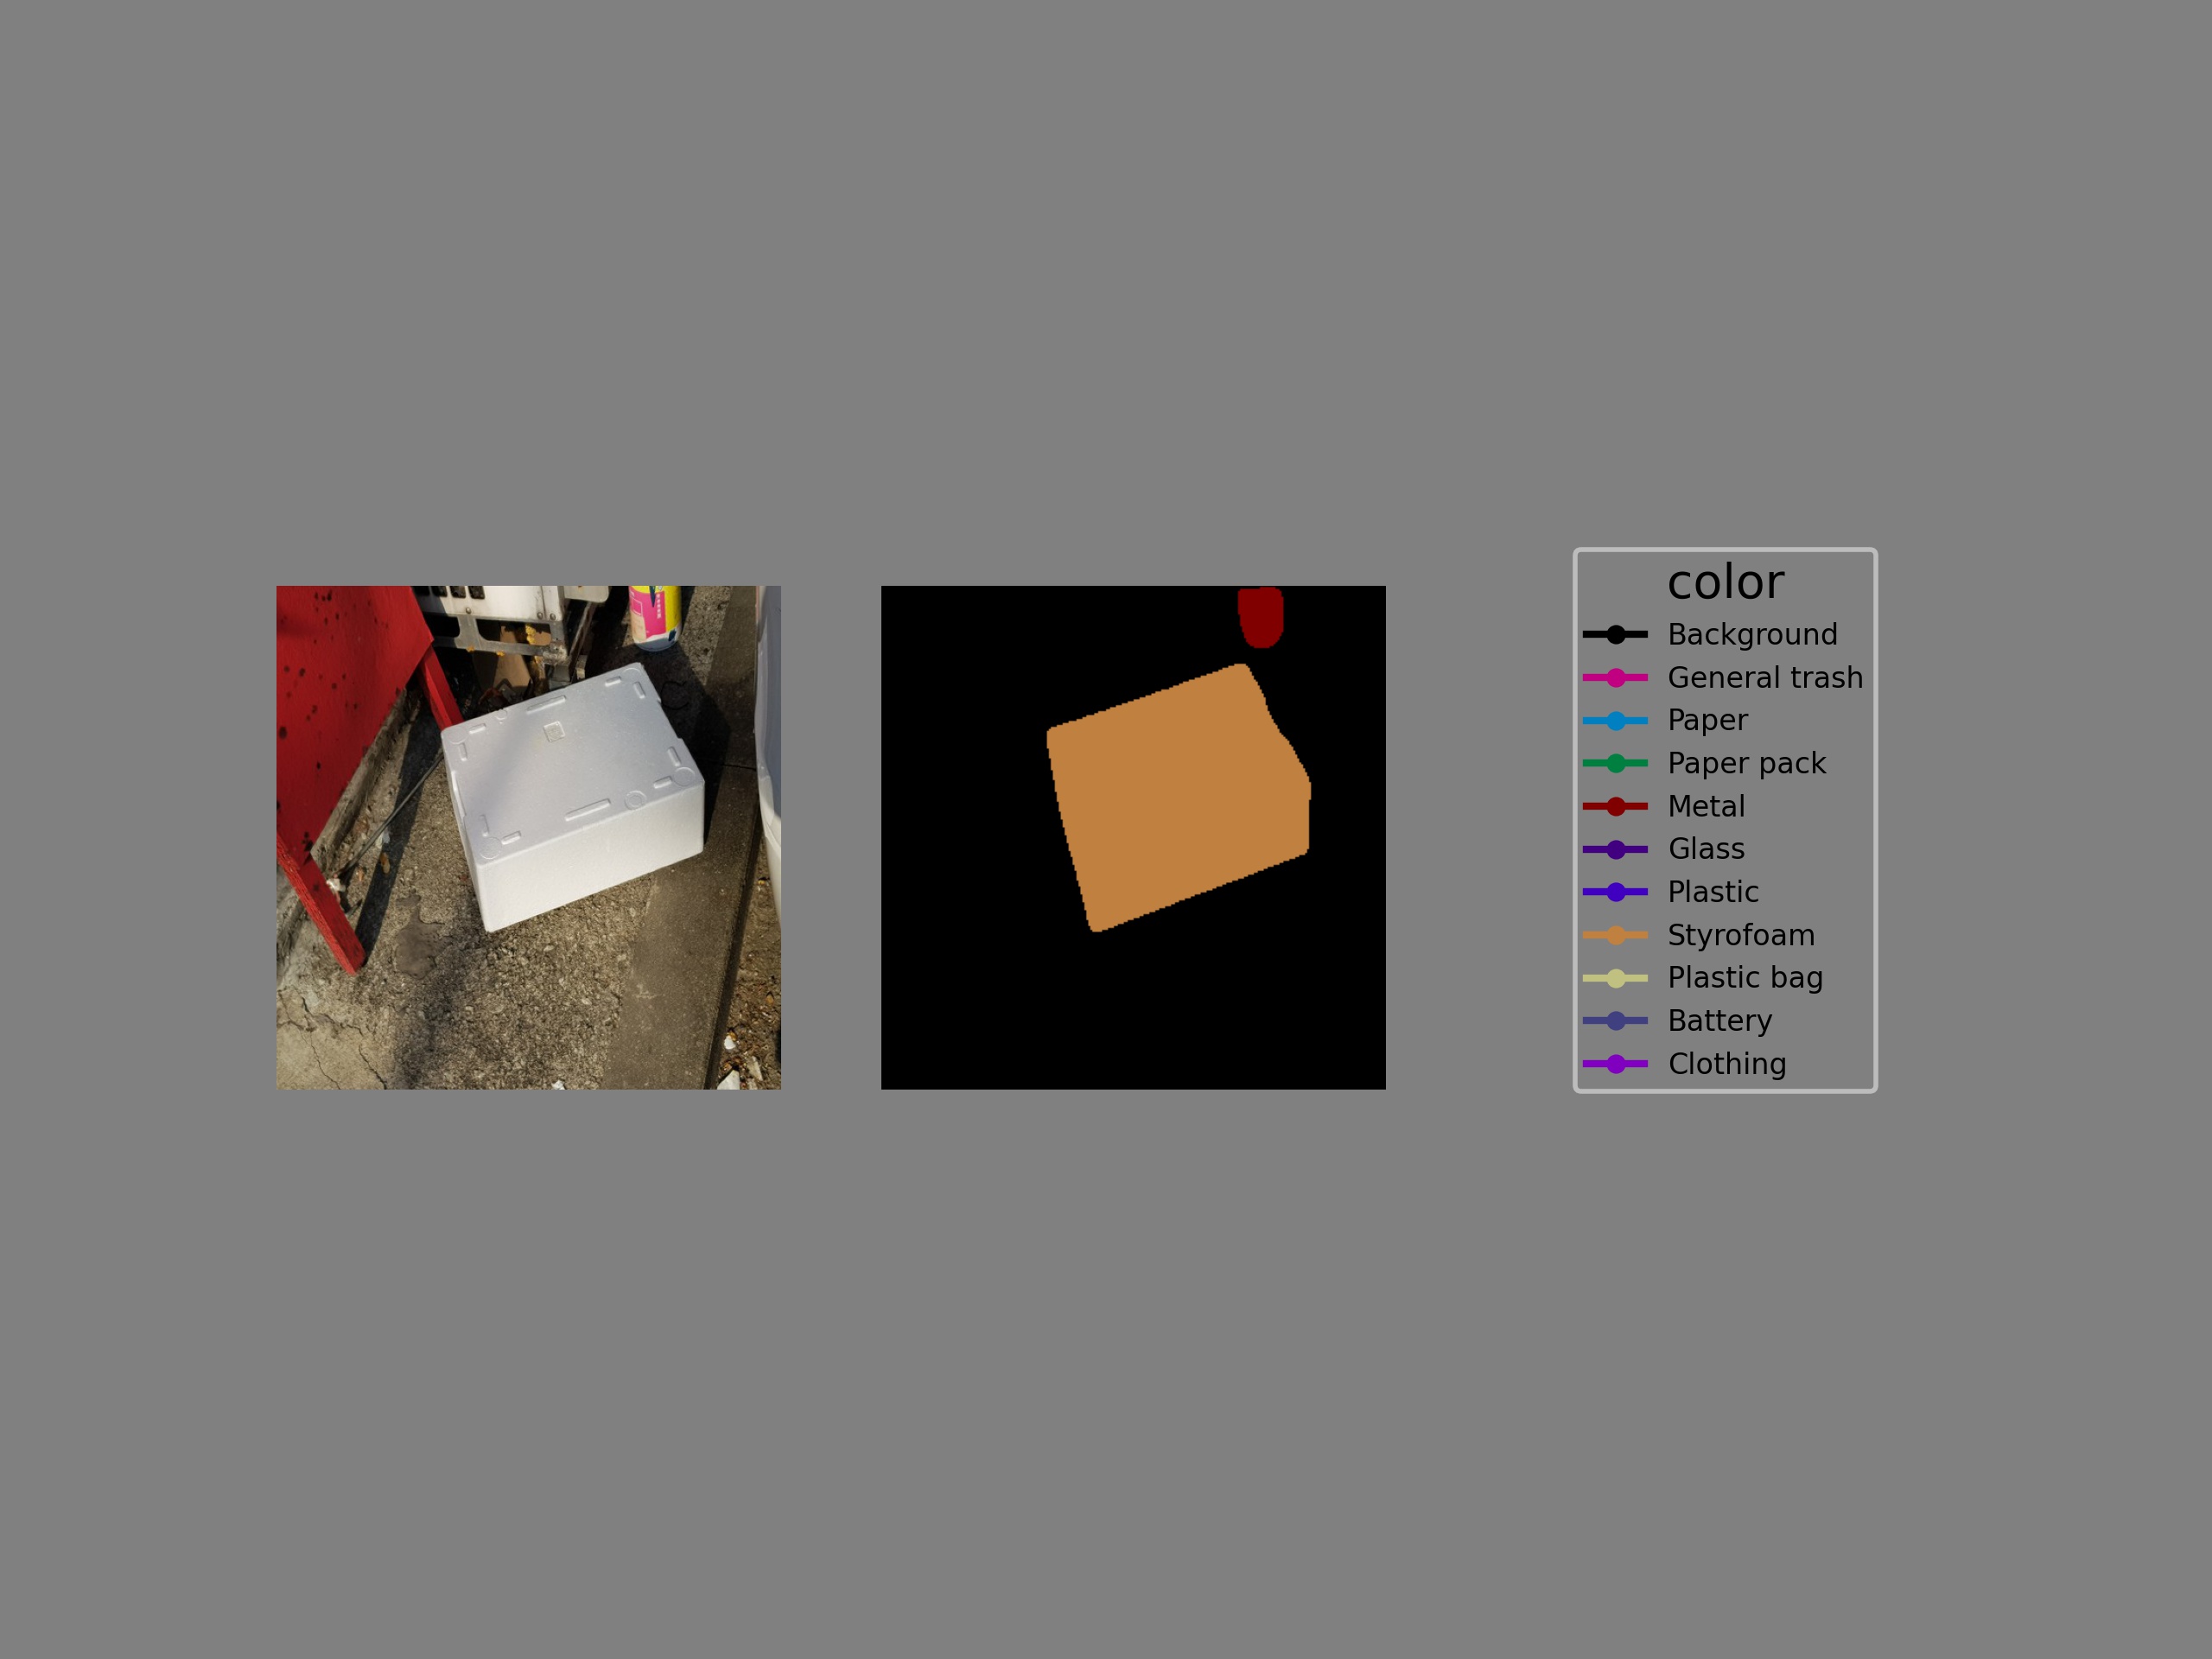 color
Background
General trash
Paper
Paper pack
Metal
Glass
Plastic
Styrofoam
Plastic bag
Battery
Clothing